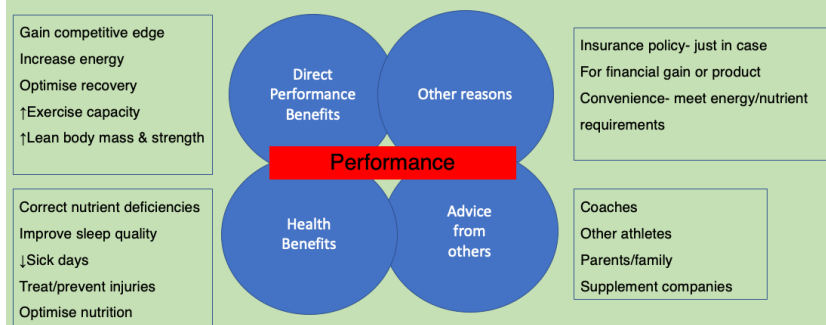 Gain competitive edge
Increase energy
Optimise recovery
↑Exercise capacity
↑Lean body mass & strength
Direct
Performance
Benefits
Other reasons
Insurance policy- just in case
For financial gain or product
Convenience- meet energy/nutrient
requirements
Performance
Correct nutrient deficiencies
Improve sleep quality
↓Sick days
Treat/prevent injuries
Optimise nutrition
Health
Benefits
Advice
from
others
Coaches
Other athletes
Parents/family
Supplement companies